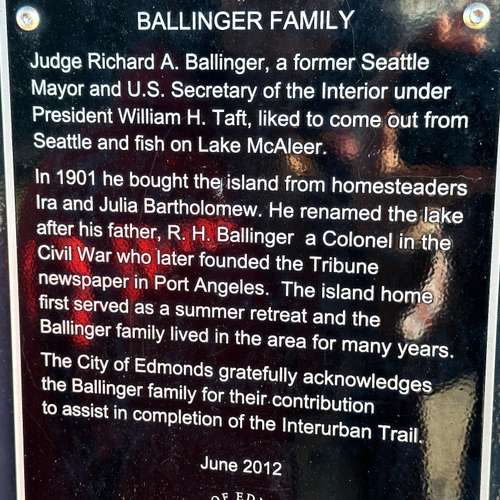 BALLINGER FAMILY
Judge Richard A. Ballinger, a former Seattle
Mayor and U.S. Secretary of the Interior under
President William H. Taft, liked to come out from
Seattle and fish on Lake McAleer.
In 1901 he bought the island from homesteaders
Ira and Julia Bartholomew. He renamed the lake
after his father, R. H. Ballinger a Colonel in the
Civil War who later founded the Tribune
newspaper in Port Angeles. The island home
first served as a summer retreat and the
Ballinger family lived in the area for many years.
The City of Edmonds gratefully acknowledges
the Ballinger family for their contribution
to assist in completion of the Interurban Trail.
June 2012
OF